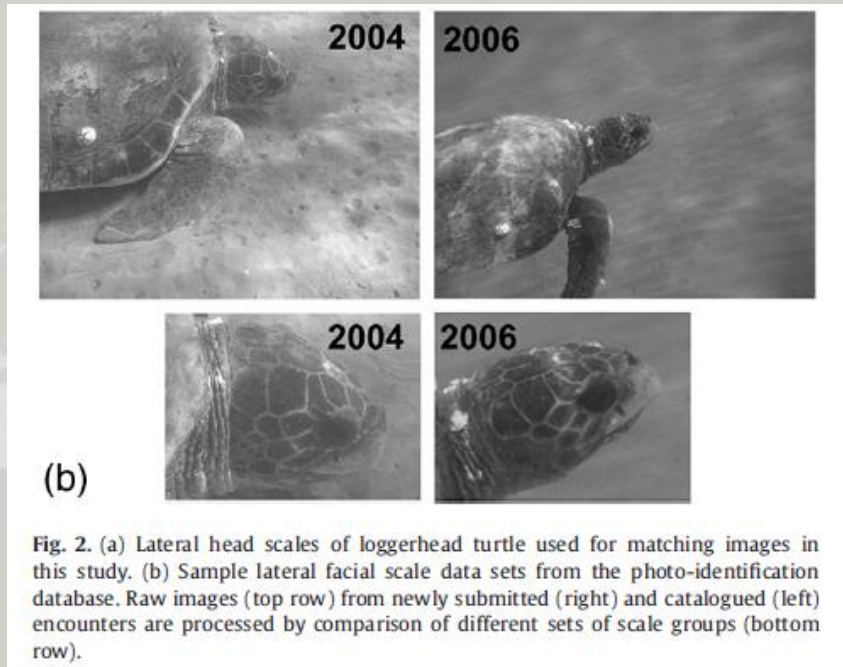 2004
2006
2004
2006
(b)
Fig. 2. (a) Lateral head scales of loggerhead turtle used for matching images in
this study. (b) Sample lateral facial scale data sets from the photo-identification
database. Raw images (top row) from newly submitted (right) and catalogued (left)
encounters are processed by comparison of different sets of scale groups (bottom
row).